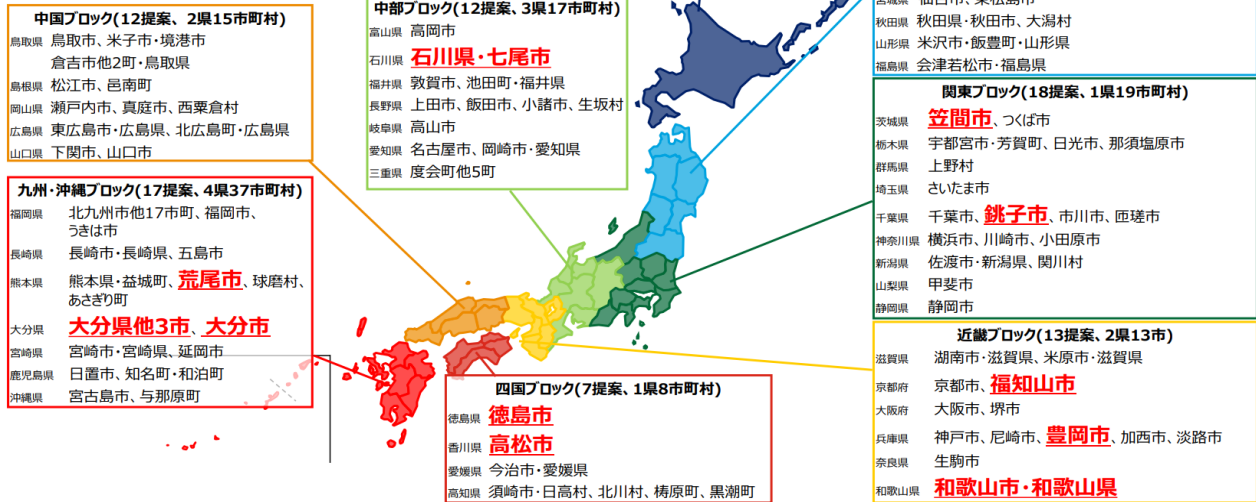 中国ブロック(12提案、2県15市町村)
鳥取県 鳥取市、米子市・境港市
倉吉市他2町・鳥取県
島根県 松江市、邑南町
岡山県 瀬戸内市、真庭市、西粟倉村
広島県 東広島市・広島県、北広島町・広島県
山口県 下関市、山口市
九州・沖縄ブロック(17提案、4県37市町村)
福岡県 北九州市他17市町、福岡市、
うきは市
長崎県 長崎市・長崎県、五島市
熊本県 熊本県・益城町、荒尾市、球磨村、
あさぎり町
大分県 大分県他3市、大分市
宮崎県 宮崎市・宮崎県、延岡市
鹿児島県 日置市、知名町・和泊町
沖縄県 宮古島市、与那原町
中部ブロック(12提案、3県17市町村)
富山県 高岡市
石川県 石川県・七尾市
福井県 敦賀市、池田町・福井県
長野県 上田市、飯田市、小諸市、生坂村
岐阜県 高山市
愛知県 名古屋市、岡崎市・愛知県
三重県 度会町他5町
四国ブロック(7提案、1県8市町村)
徳島県 徳島市
香川県 高松市
愛媛県 今治市・愛媛県
高知県 須崎市・日高村、北川村、梼原町、黒潮町
秋田県 秋田県・秋田市、大潟村
山形県 米沢市・飯豊町・山形県
福島県 会津若松市・福島県
関東ブロック(18提案、1県19市町村)
茨城県 笠間市、つくば市
栃木県 宇都宮市・芳賀町、日光市、那須塩原市
群馬県 上野村
埼玉県 さいたま市
千葉県 千葉市、銚子市、市川市、匝瑳市
神奈川県 横浜市、川崎市、小田原市
新潟県 佐渡市・新潟県、関川村
山梨県 甲斐市
静岡県 静岡市
近畿ブロック(13提案、2県13市)
滋賀県 湖南市・滋賀県、米原市・滋賀県
京都府 京都市、福知山市
大阪府 大阪市、堺市
兵庫県 神戸市、尼崎市、豊岡市、加西市、淡路市
奈良県 生駒市
和歌山県 和歌山市・和歌山県